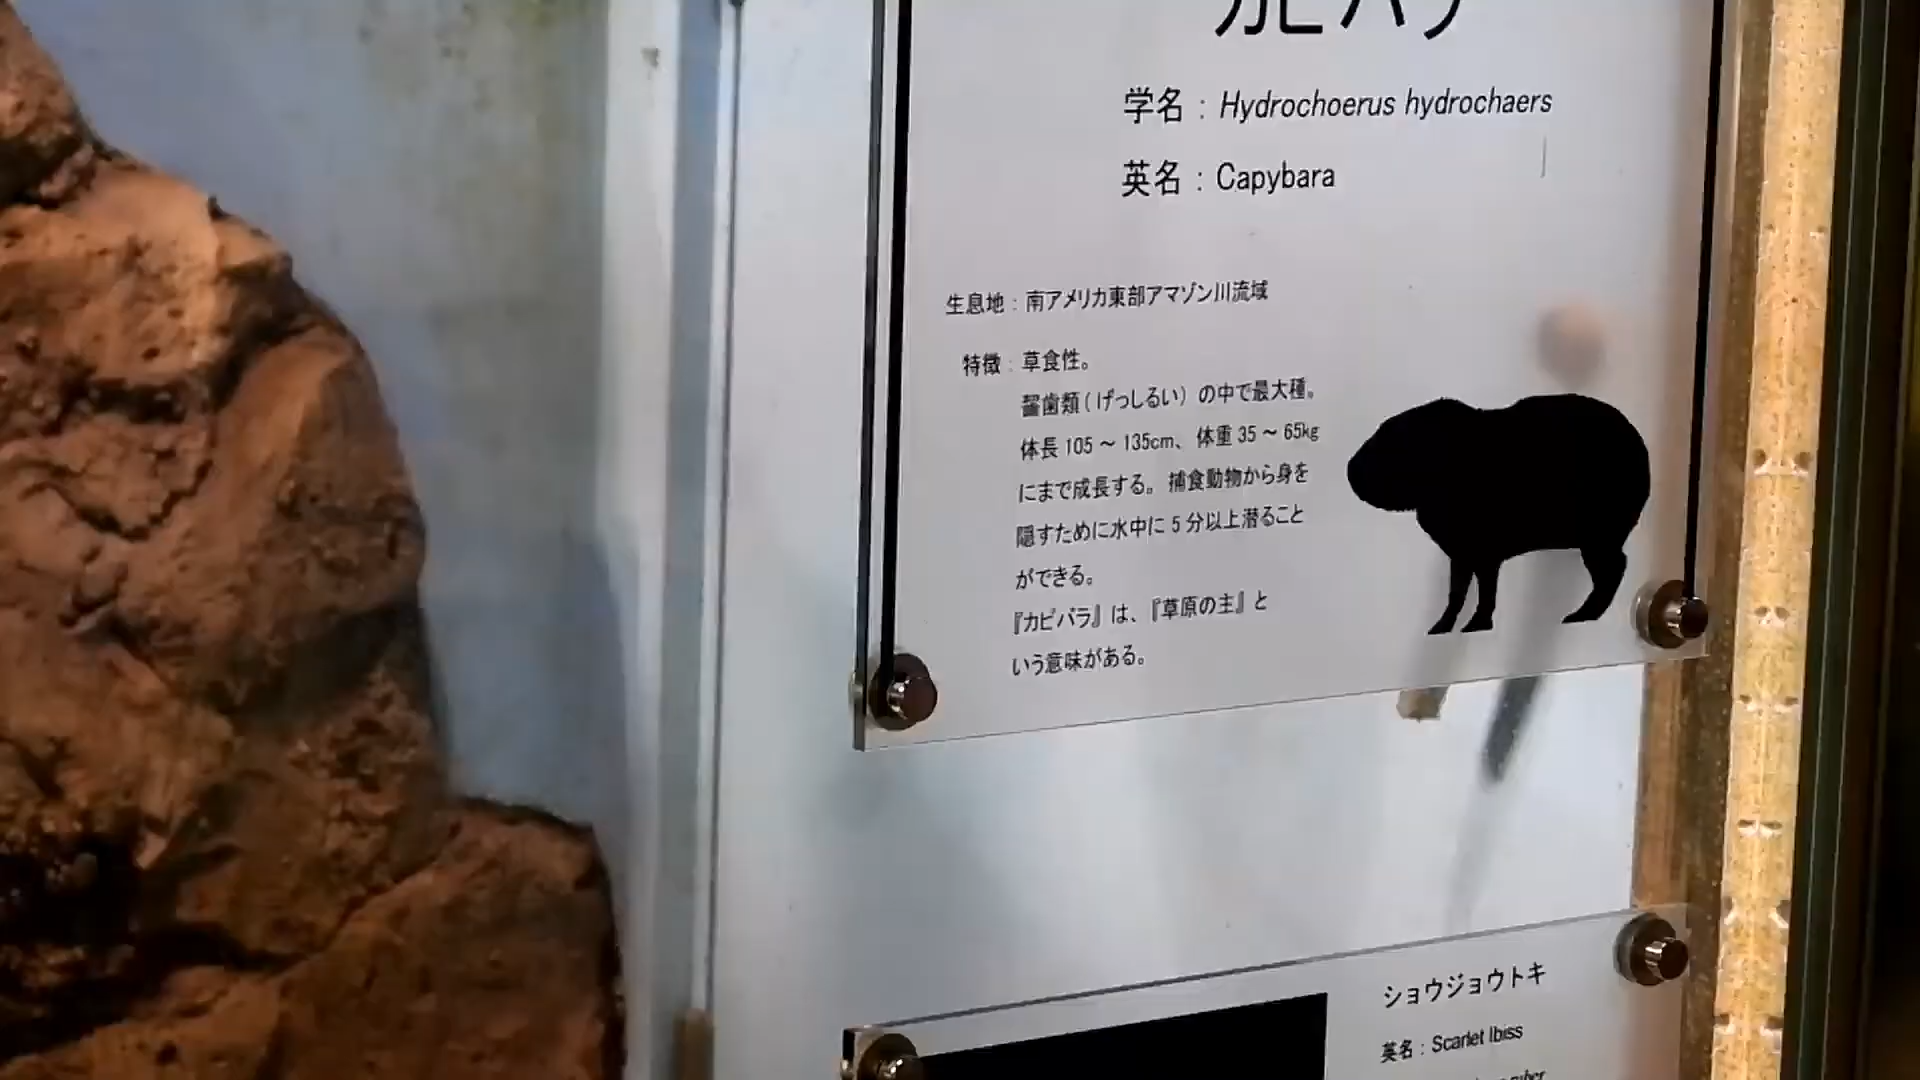 カピバラ
学名：Hydrochoerus hydrochaers
英名：Capybara
生息地：南アメリカ東部アマゾン川流域
特徴：草食性。
齧歯類（げっしるい）の中で最大種。
体長 105 ～ 135cm、体重 35 ～ 65kg
にまで成長する。捕食動物から身を
隠すために水中に 5 分以上潜ること
ができる。
『カピバラ』は、『草原の主』と
いう意味がある。
ショウジョウトキ
英名：Scarlet Ibiss